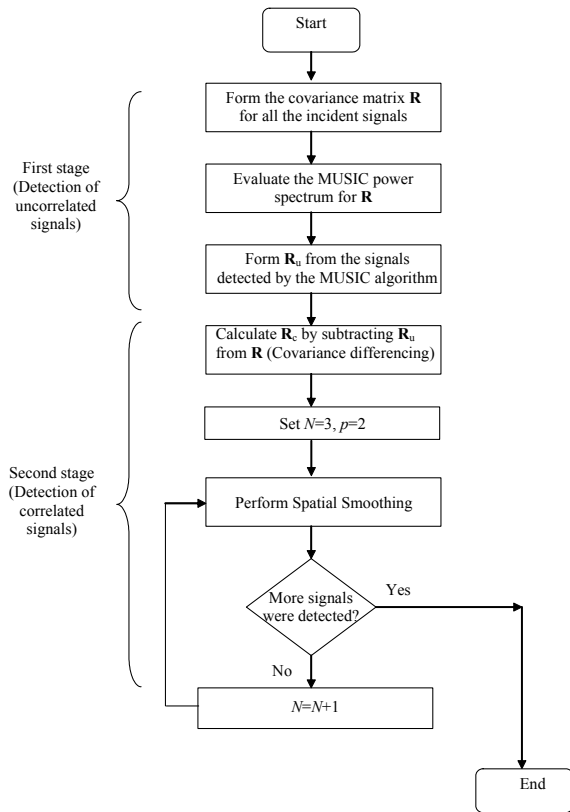 Start
Form the covariance matrix R
for all the incident signals
First stage
(Detection of
uncorrelated
signals)
Evaluate the MUSIC power
spectrum for R
Form Ru from the signals
detected by the MUSIC algorithm
Calculate Rc by subtracting Ru
from R (Covariance differencing)
Set N=3, p=2
Second stage
(Detection of
correlated
signals)
Perform Spatial Smoothing
More signals
were detected?
Yes
No
N=N+1
End